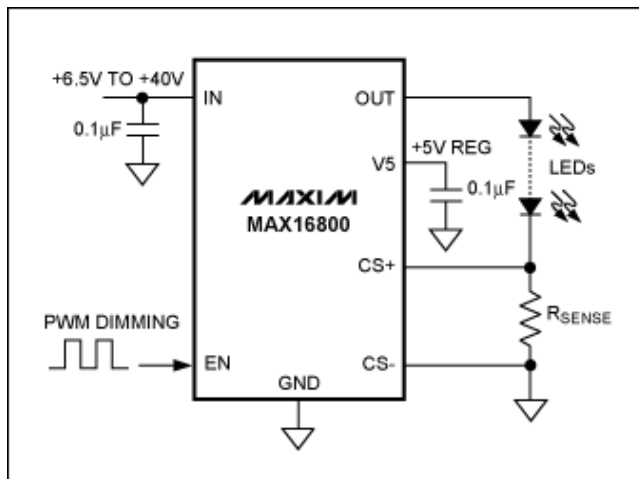 +6.5V TO +40V
IN
OUT
0.1µF
+5V REG
V5
0.1µF
LEDs
MAXIM
MAX16800
CS+
RSENSE
PWM DIMMING
EN
CS-
GND